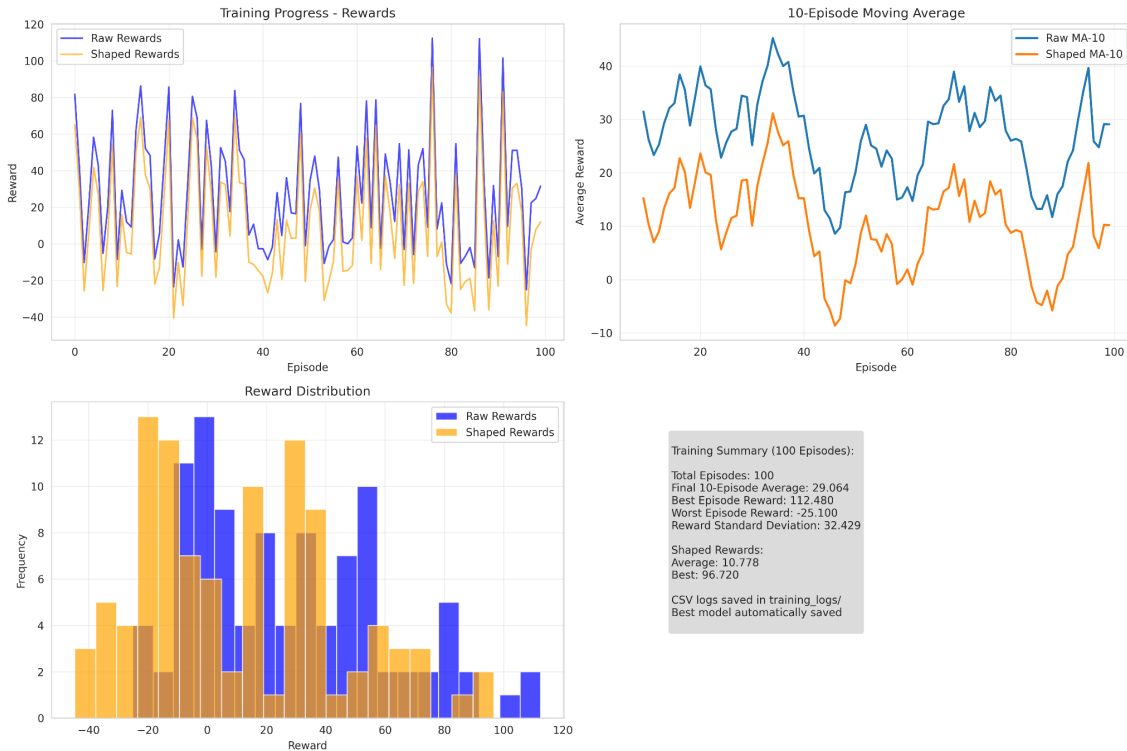 Training Progress - Rewards
120
100
80
60
40
20
0
−20
−40
Reward
Raw Rewards
Shaped Rewards
0
20
40
60
80
100
Episode
10-Episode Moving Average
40
30
20
10
0
−10
Average Reward
Raw MA-10
Shaped MA-10
20
40
60
80
100
Episode
Reward Distribution
12
10
8
6
4
2
0
Frequency
Raw Rewards
Shaped Rewards
−40
−20
0
20
40
60
80
100
120
Reward
Training Summary (100 Episodes):
Total Episodes: 100
Final 10-Episode Average: 29.064
Best Episode Reward: 112.480
Worst Episode Reward: -25.100
Reward Standard Deviation: 32.429
Shaped Rewards:
Average: 10.778
Best: 96.720
CSV logs saved in training_logs/
Best model automatically saved